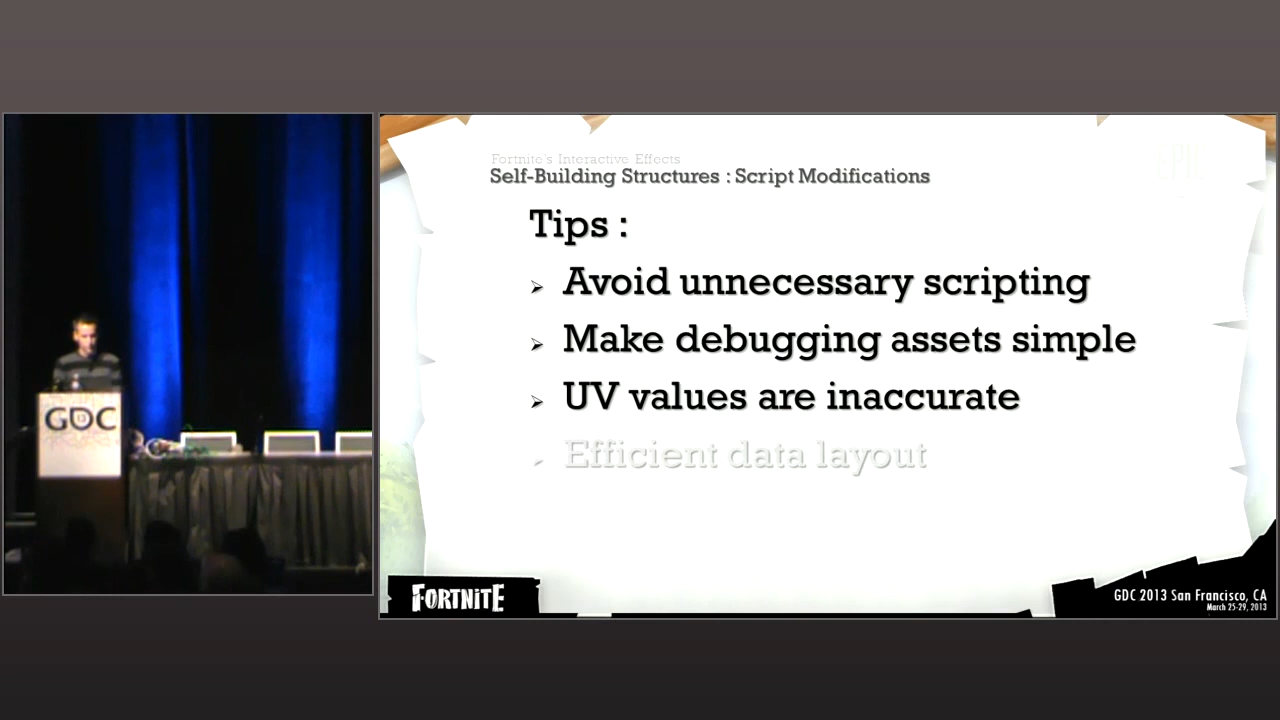 GDC
Fortnite's Interactive Effects
Self-Building Structures : Script Modifications
EPIC
Tips :
Avoid unnecessary scripting
Make debugging assets simple
UV values are inaccurate
Efficient data layout
FORTNITE
GDC 2013 San Francisco, CA
March 25-29, 2013